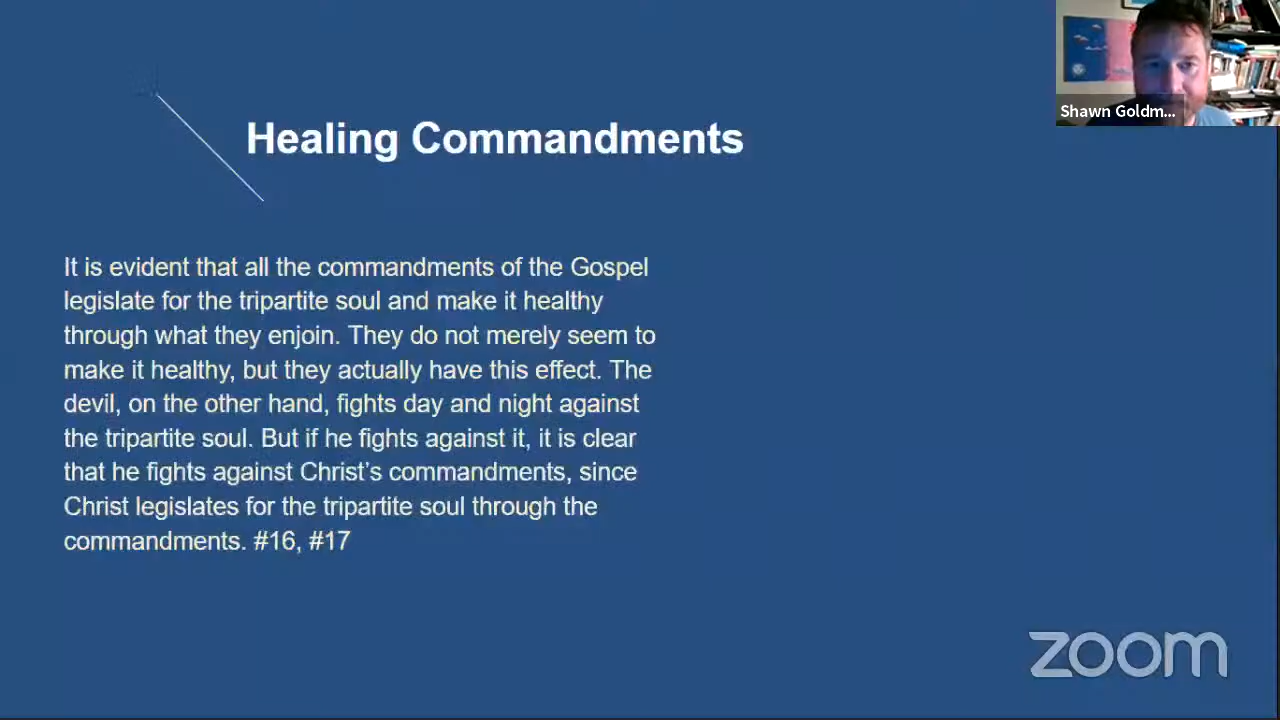 Shawn Goldm...
Healing Commandments
It is evident that all the commandments of the Gospel
legislate for the tripartite soul and make it healthy
through what they enjoin. They do not merely seem to
make it healthy, but they actually have this effect. The
devil, on the other hand, fights day and night against
the tripartite soul. But if he fights against it, it is clear
that he fights against Christ’s commandments, since
Christ legislates for the tripartite soul through the
commandments. #16, #17
zoom